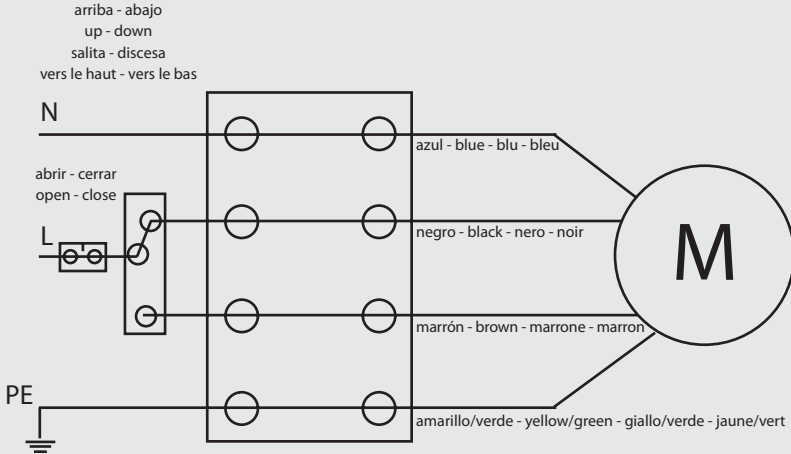 arriba - abajo
up - down
salita - discesa
vers le haut - vers le bas
N
azul - blue - blu - bleu
abrir - cerrar
open - close
L
negro - black - nero - noir
M
marrón - brown - marrone - marron
PE
amarillo/verde - yellow/green - giallo/verde - jaune/vert